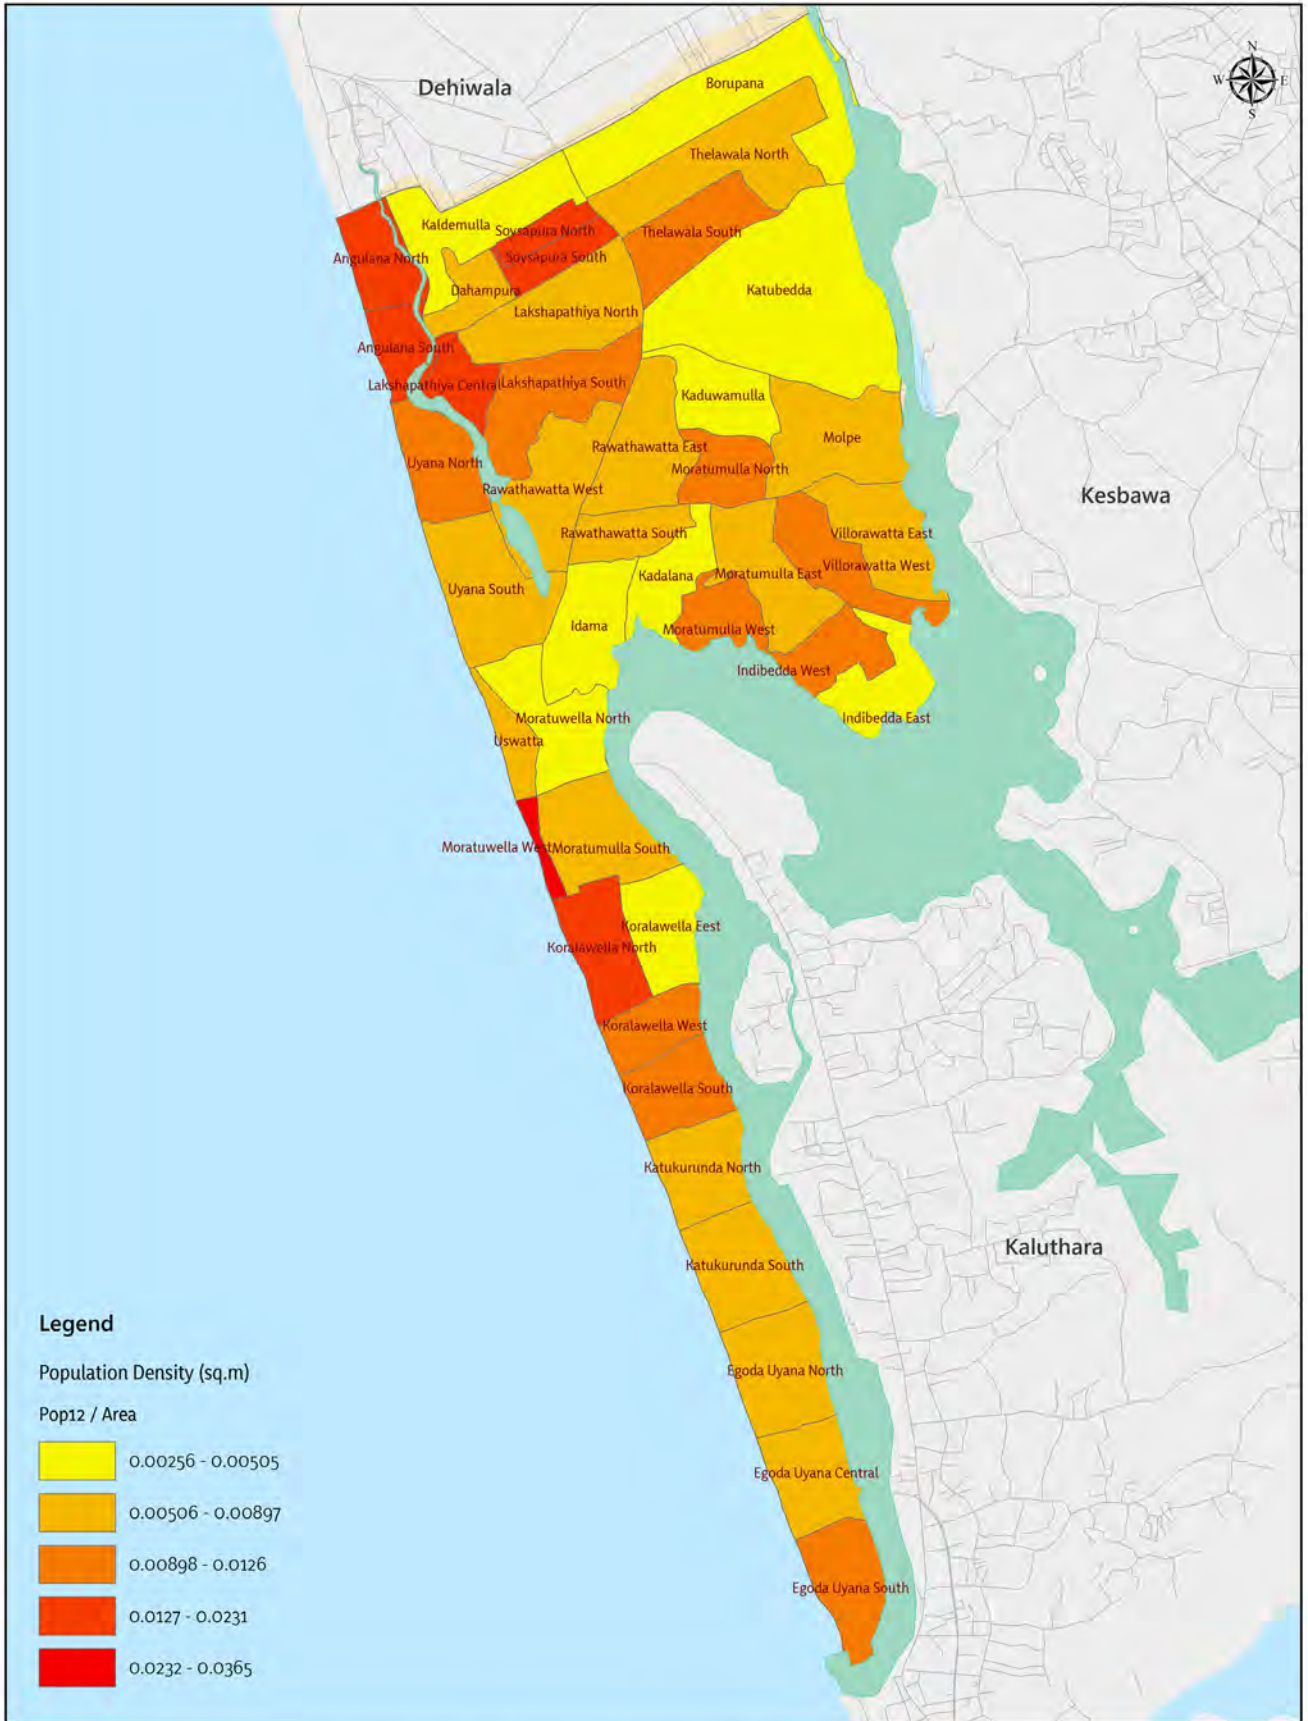 N
W E
S
Dehiwala
Borupana
Thelawala North
Kaldemulla
Soysapura North
Thelawala South
Angulana North
Soysapura South
Dahampura
Katubedda
Lakshapathiya North
Angulana South
Lakshapathiya Central
Lakshapathiya South
Kaduwamulla
Molpe
Rawathawatta East
Uyana North
Moratumulla North
Rawathawatta West
Kesbawa
Rawathawatta South
Villorawatta East
Villorawatta West
Kadalana
Moratumulla East
Uyana South
Idama
Moratumulla West
Indibedda West
Moratuwella North
Indibedda East
Uswatta
Moratuwella West
Moratumulla South
Koralawella Eest
Koralawella North
Koralawella West
Koralawella South
Katukurunda North
Kaluthara
Katukurunda South
Egoda Uyana North
Egoda Uyana Central
Egoda Uyana South
Legend
Population Density (sq.m)
Pop12 / Area
0.00256 - 0.00505
0.00506 - 0.00897
0.00898 - 0.0126
0.0127 - 0.0231
0.0232 - 0.0365